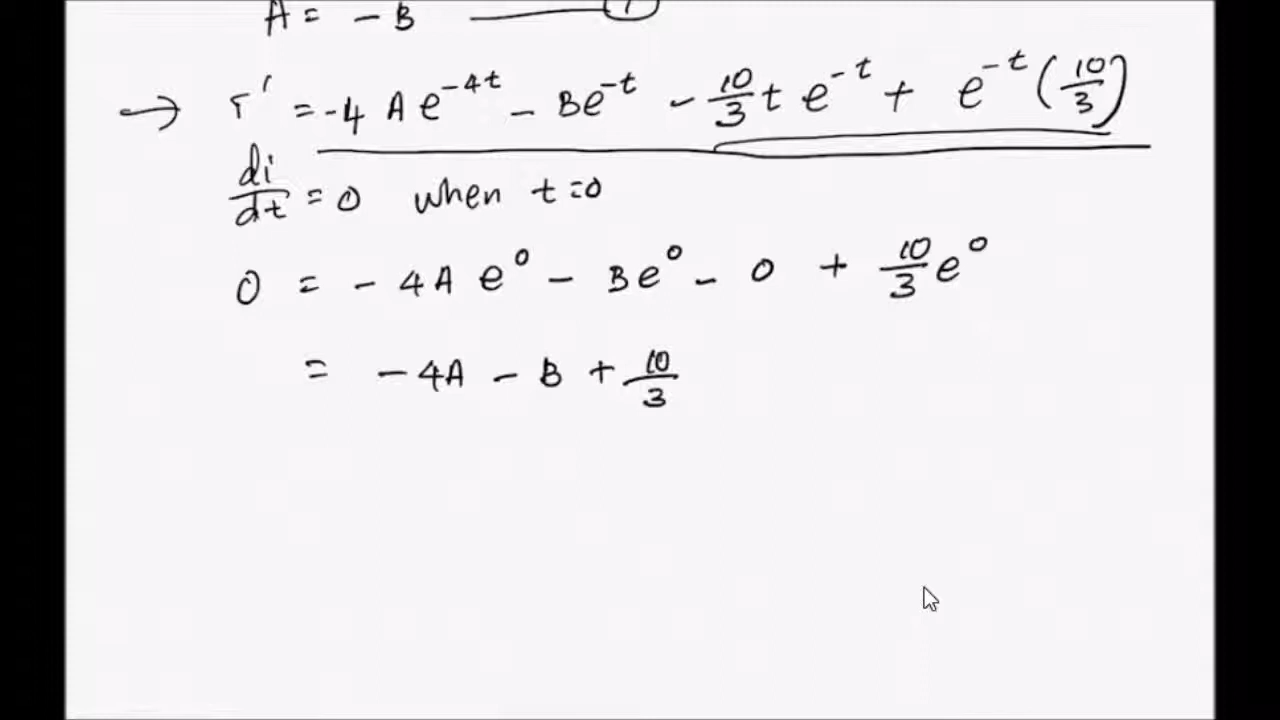 A = - B ——— ①
→ I' = -4 A e^{-4t} - Be^{-t} - 10/3 t e^{-t} + e^{-t} (10/3)
di/dt = 0 when t=0
0 = - 4A e^0 - Be^0 - 0 + 10/3 e^0
= - 4A - B + 10/3